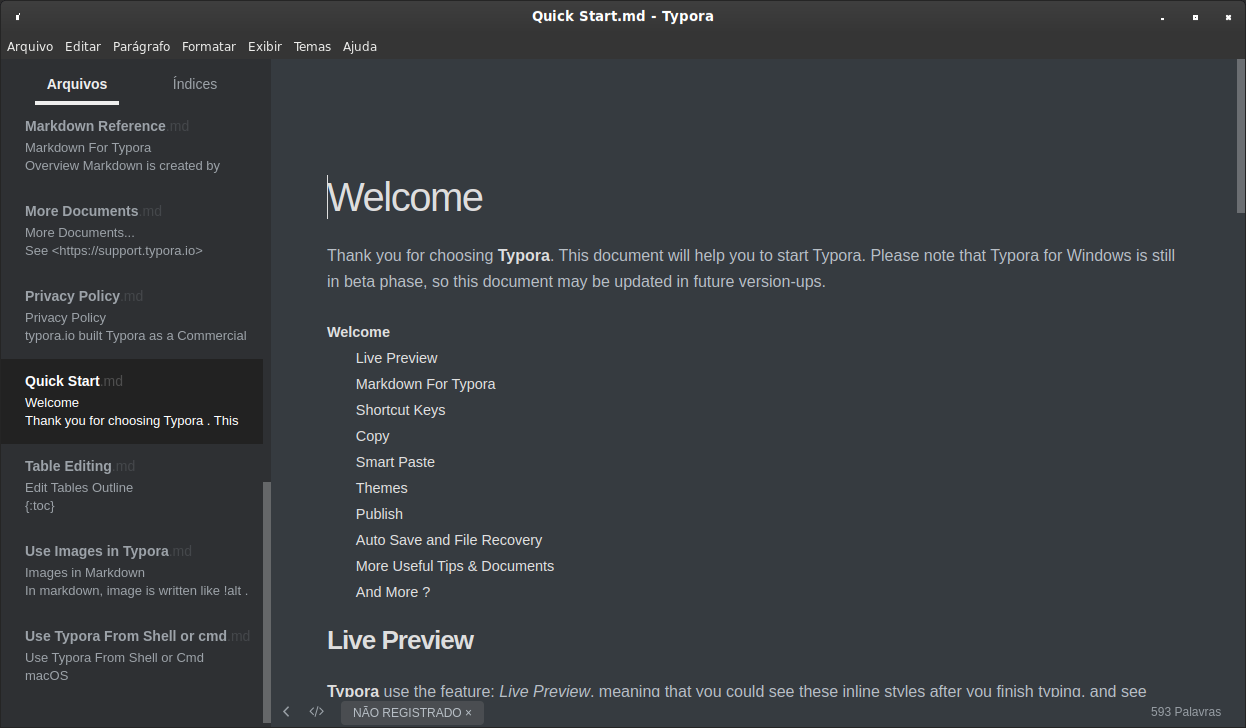 Quick Start.md - Typora
Arquivo Editar Parágrafo Formatar Exibir Temas Ajuda
Arquivos Índices
Markdown Reference.md
Markdown For Typora
Overview Markdown is created by
More Documents.md
More Documents...
See <https://support.typora.io>
Privacy Policy.md
Privacy Policy
typora.io built Typora as a Commercial
Quick Start.md
Welcome
Thank you for choosing Typora . This
Table Editing.md
Edit Tables Outline
{:toc}
Use Images in Typora.md
Images in Markdown
In markdown, image is written like !alt .
Use Typora From Shell or cmd.md
Use Typora From Shell or Cmd
macOS
Welcome
Thank you for choosing Typora. This document will help you to start Typora. Please note that Typora for Windows is still
in beta phase, so this document may be updated in future version-ups.
Welcome
Live Preview
Markdown For Typora
Shortcut Keys
Copy
Smart Paste
Themes
Publish
Auto Save and File Recovery
More Useful Tips & Documents
And More ?
Live Preview
Typora use the feature: Live Preview, meaning that you could see these inline styles after you finish typing, and see
</> NÃO REGISTRADO × 593 Palavras